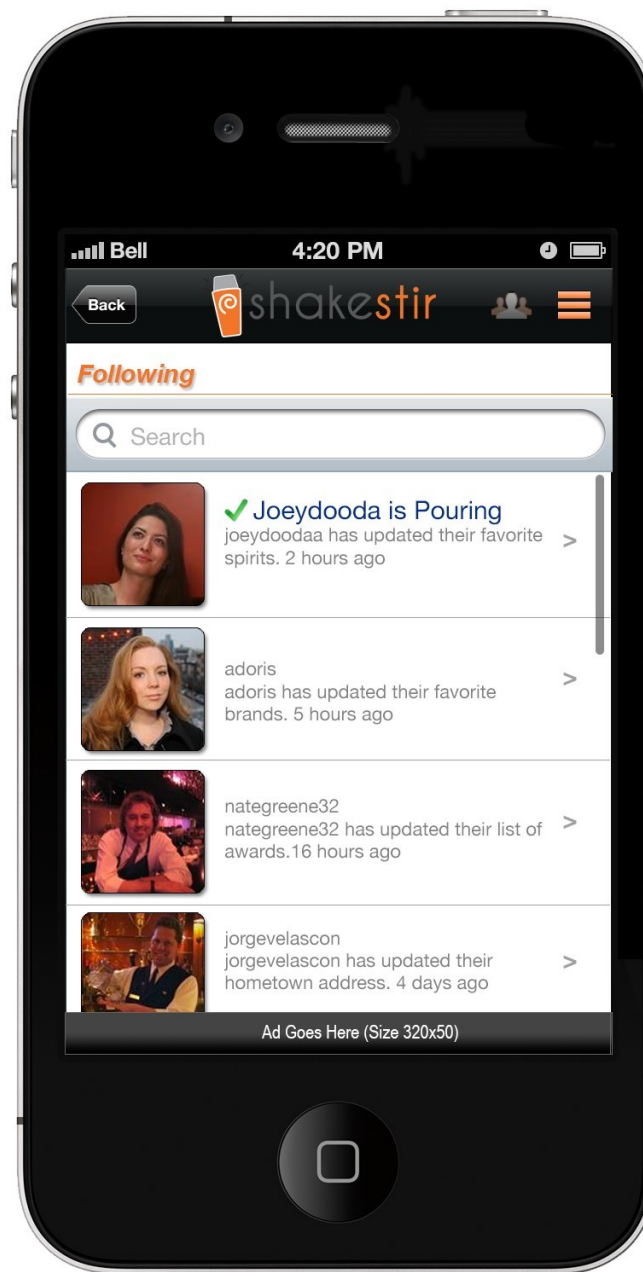 Bell
4:20 PM
Back
shakestir
Following
Search
Joeydooda is Pouring
joeydoodaa has updated their favorite
spirits. 2 hours ago
>
adoris
adoris has updated their favorite
brands. 5 hours ago
>
nategreene32
nategreene32 has updated their list of
awards.16 hours ago
>
jorgevelascon
jorgevelascon has updated their
hometown address. 4 days ago
>
Ad Goes Here (Size 320x50)